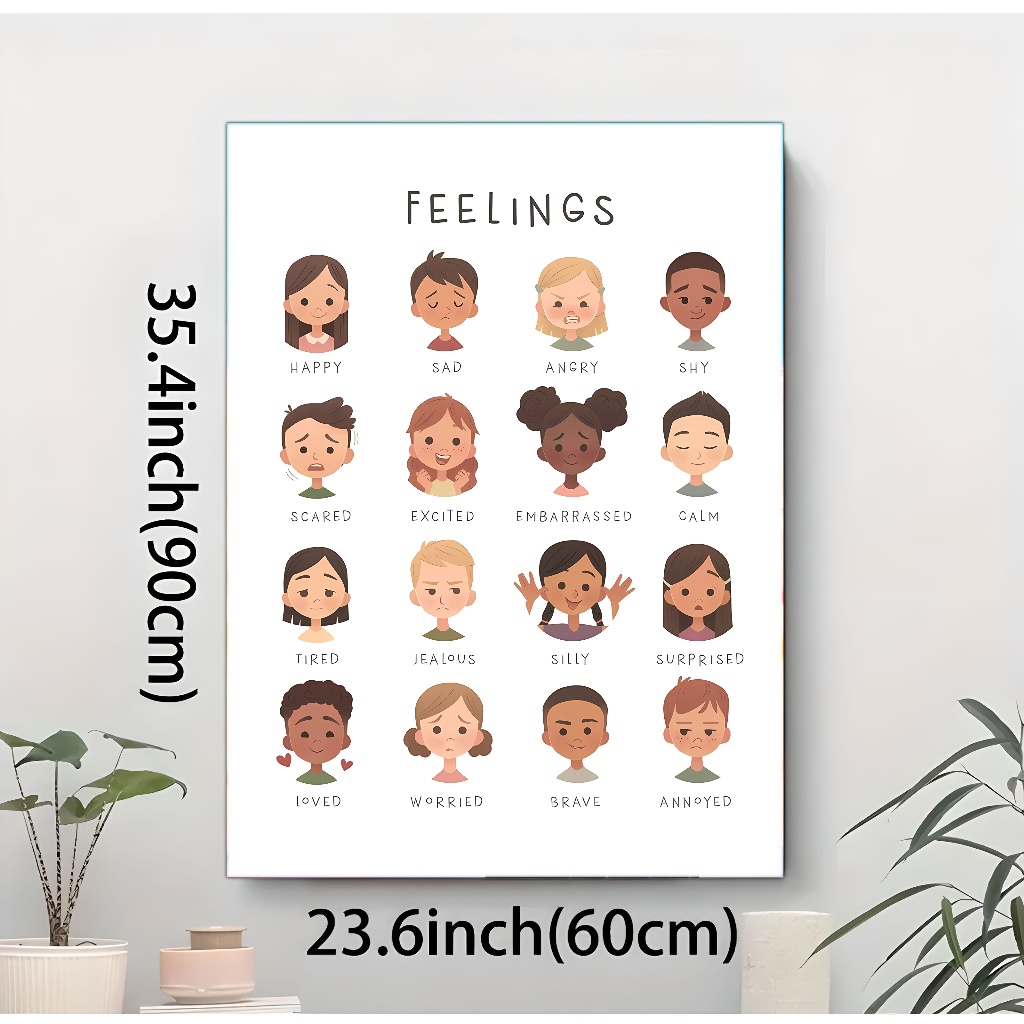 FEELINGS
HAPPY
SAD
ANGRY
SHY
SCARED
EXCITED
EMBARRASSED
CALM
TIRED
JEALOUS
SILLY
SURPRISED
LOVED
WORRIED
BRAVE
ANNOYED
35.4inch(90cm)
23.6inch(60cm)